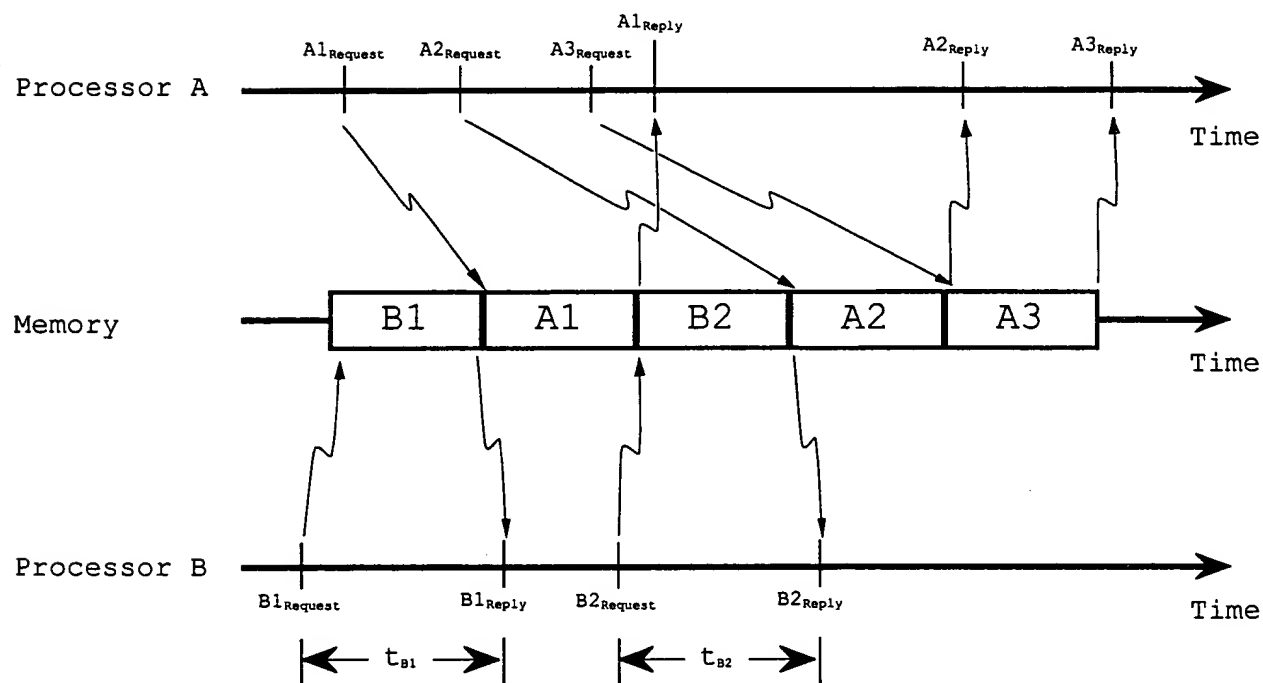 A1Reply
A1Request A2Request A3Request A2Reply A3Reply
Processor A
Time
B1 A1 B2 A2 A3
Memory
Time
Processor B
B1Request B1Reply B2Request B2Reply
Time
tB1 tB2